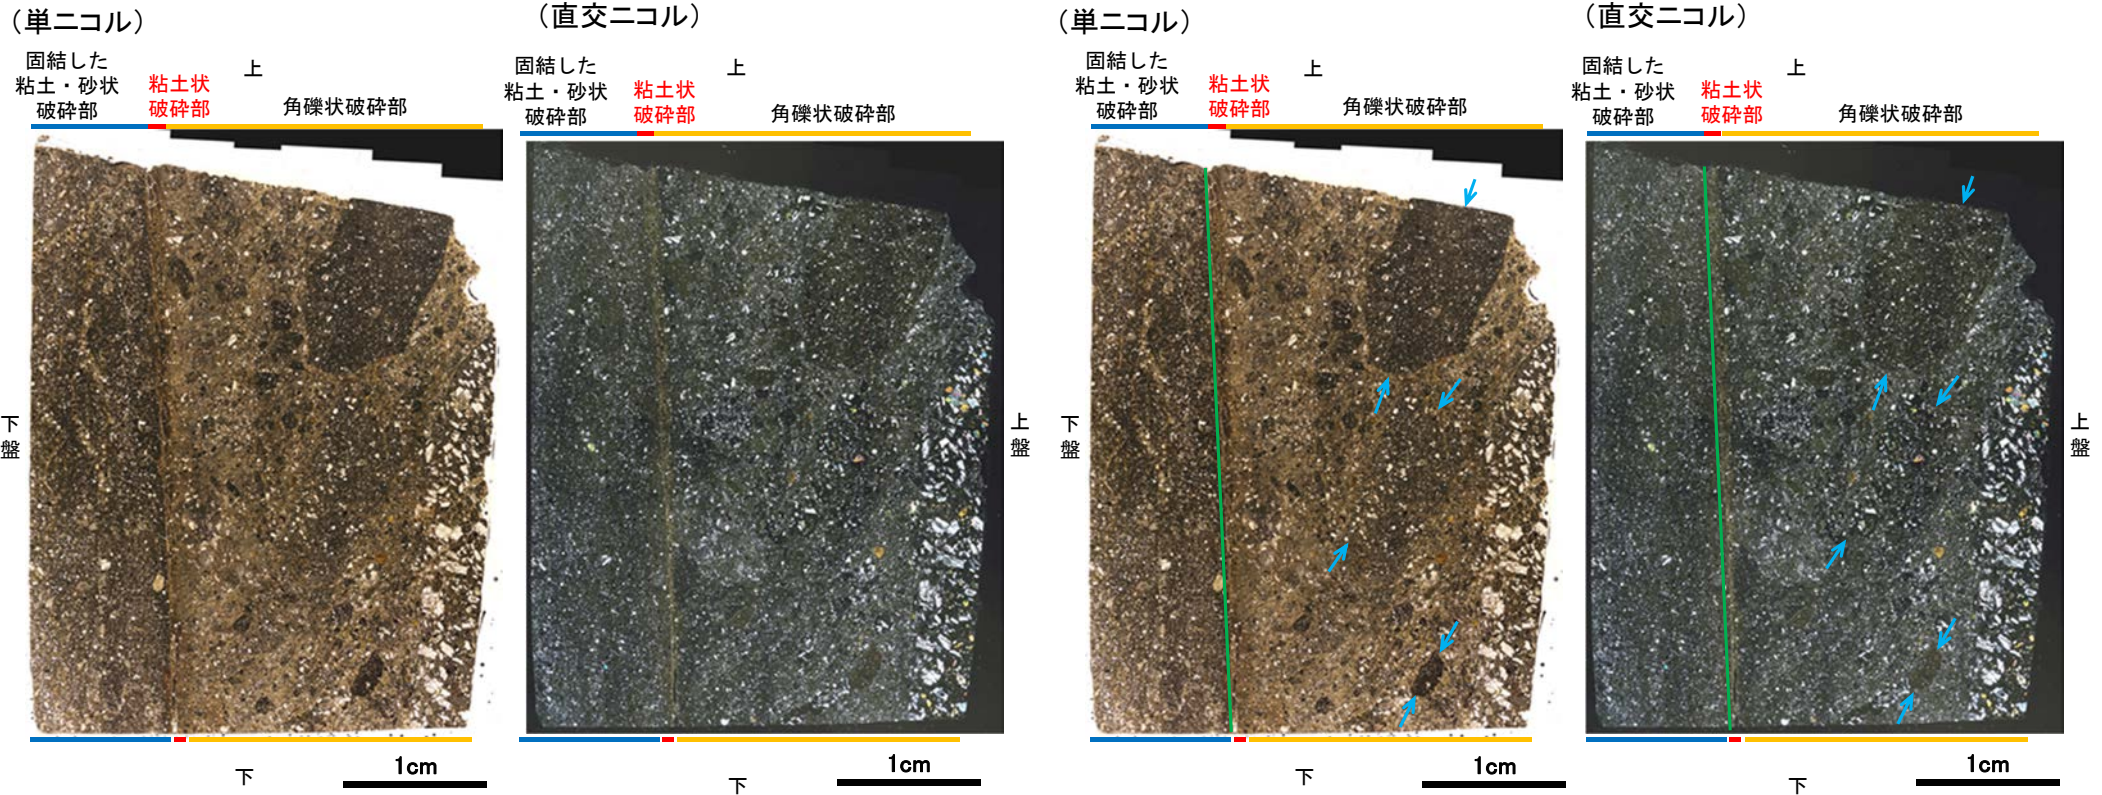 （単ニコル）
固結した
粘土・砂状
破砕部
粘土状
破砕部
上
角礫状破砕部
下
盤
下
1cm
（直交ニコル）
固結した
粘土・砂状
破砕部
粘土状
破砕部
上
角礫状破砕部
上
盤
下
1cm
（単ニコル）
固結した
粘土・砂状
破砕部
粘土状
破砕部
上
角礫状破砕部
下
盤
下
1cm
（直交ニコル）
固結した
粘土・砂状
破砕部
粘土状
破砕部
上
角礫状破砕部
上
盤
下
1cm